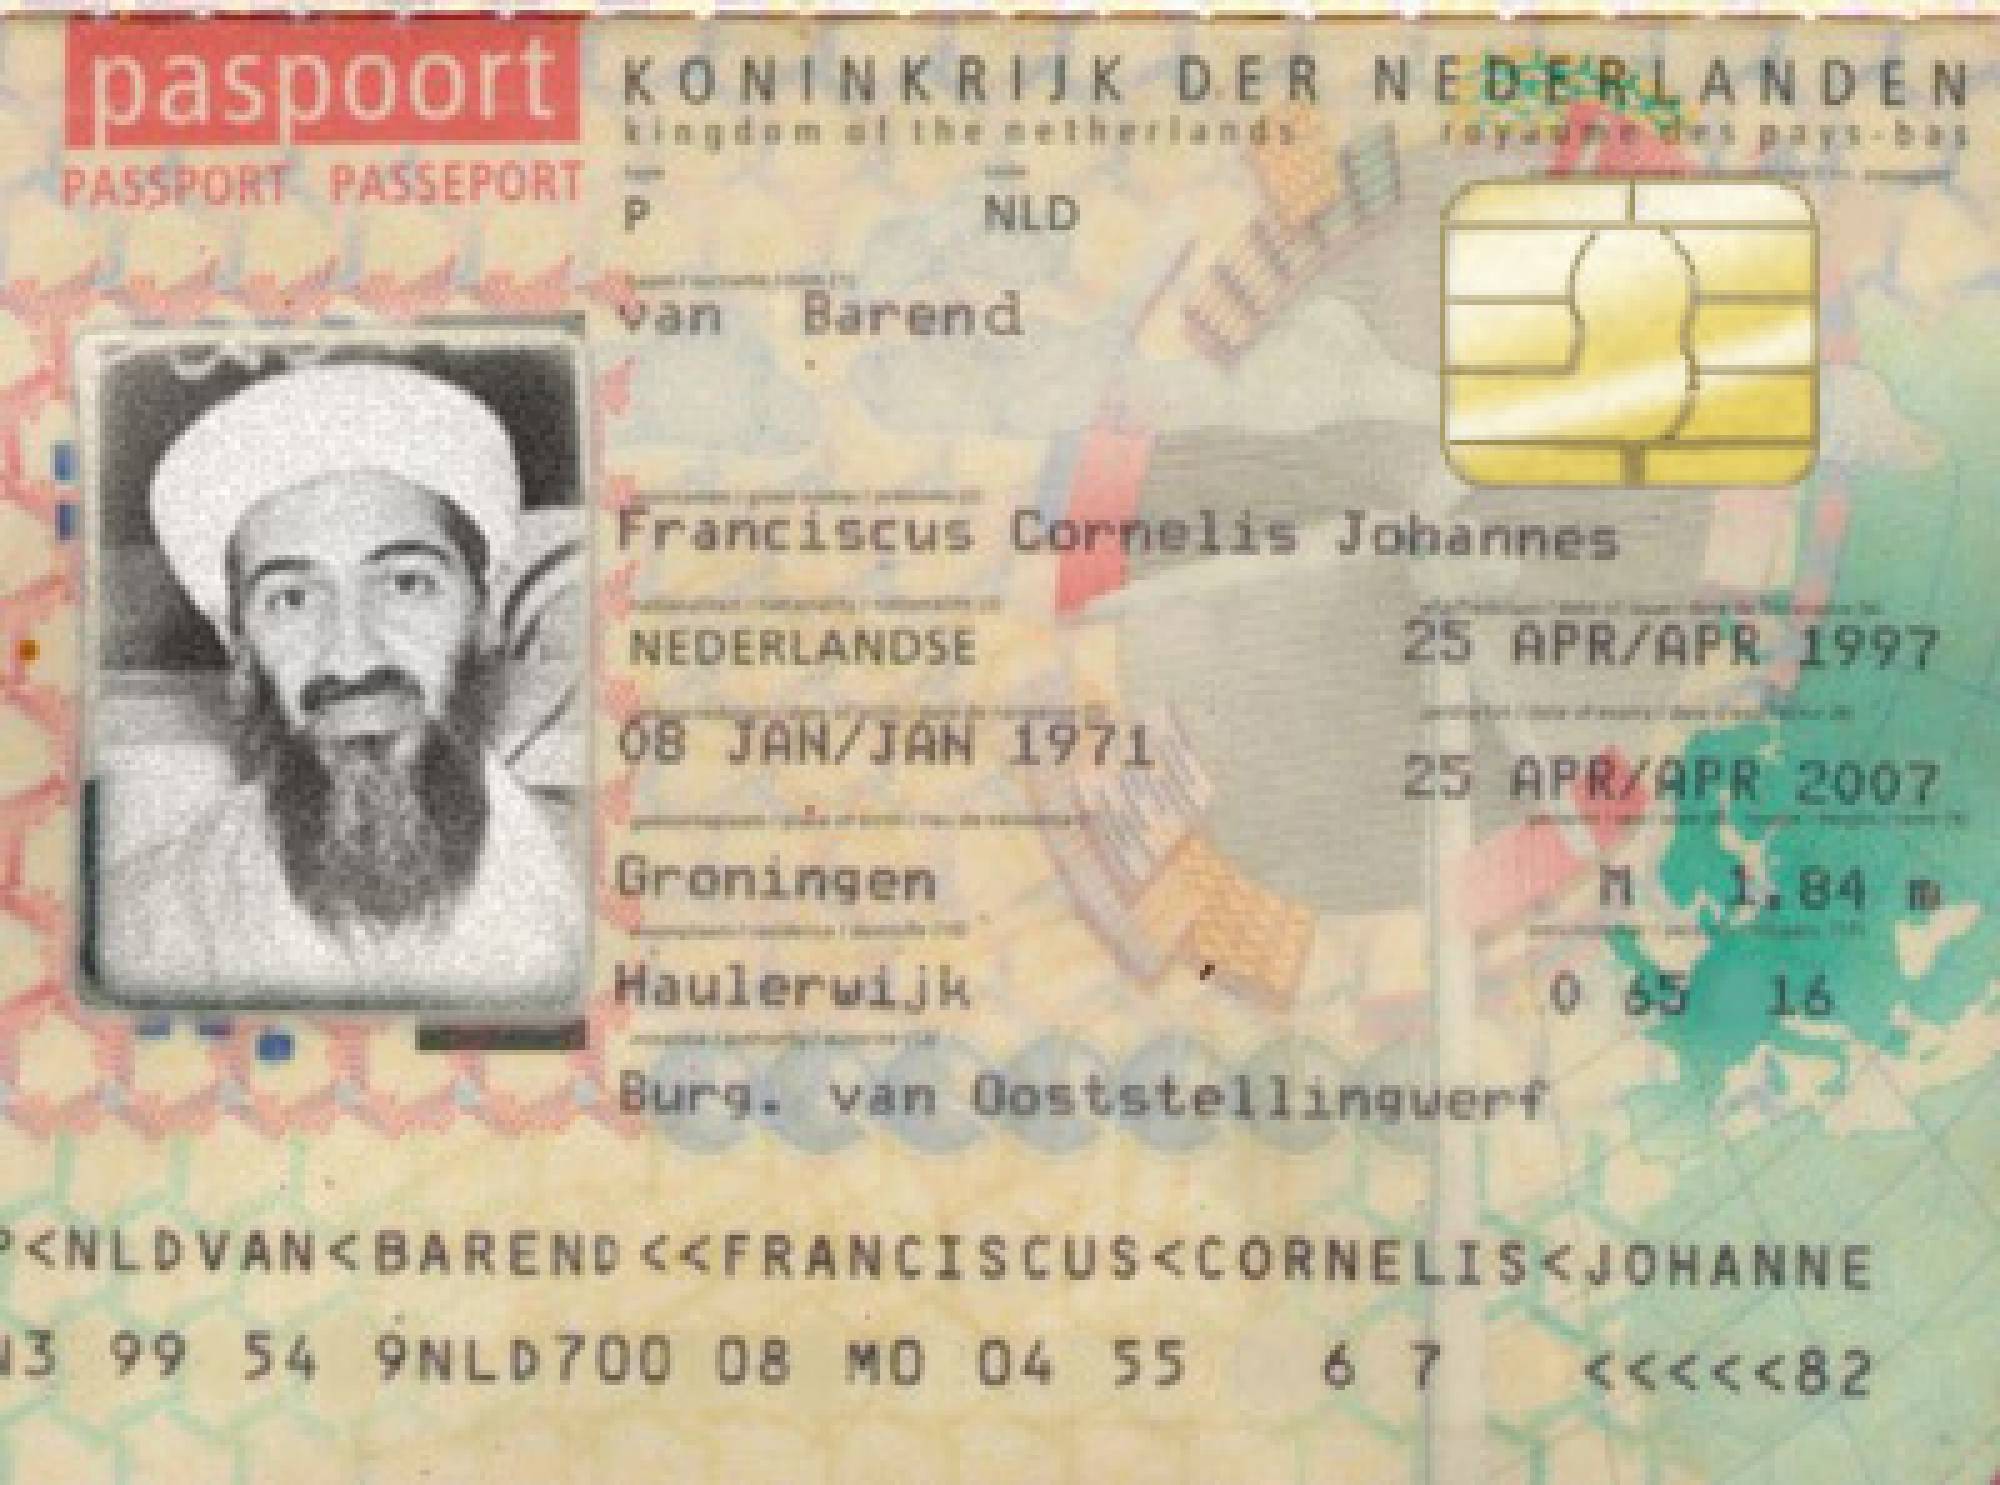 paspoort
PASSPORT PASSEPORT
KONINKRIJK DER NEDERLANDEN
kingdom of the netherlands royaume des pays-bas
P NLD
van Barend
Franciscus Cornelis Johannes
NEDERLANDSE
25 APR/APR 1997
08 JAN/JAN 1971
25 APR/APR 2007
Groningen
M 1.84 m
Haulerwijk
0 65 16
Burg. van Ooststellingwerf
P<NLDVAN<BAREND<<FRANCISCUS<CORNELIS<JOHANNE
N3 99 54 9NLD700 08 M0 04 55 6 7 <<<<<82